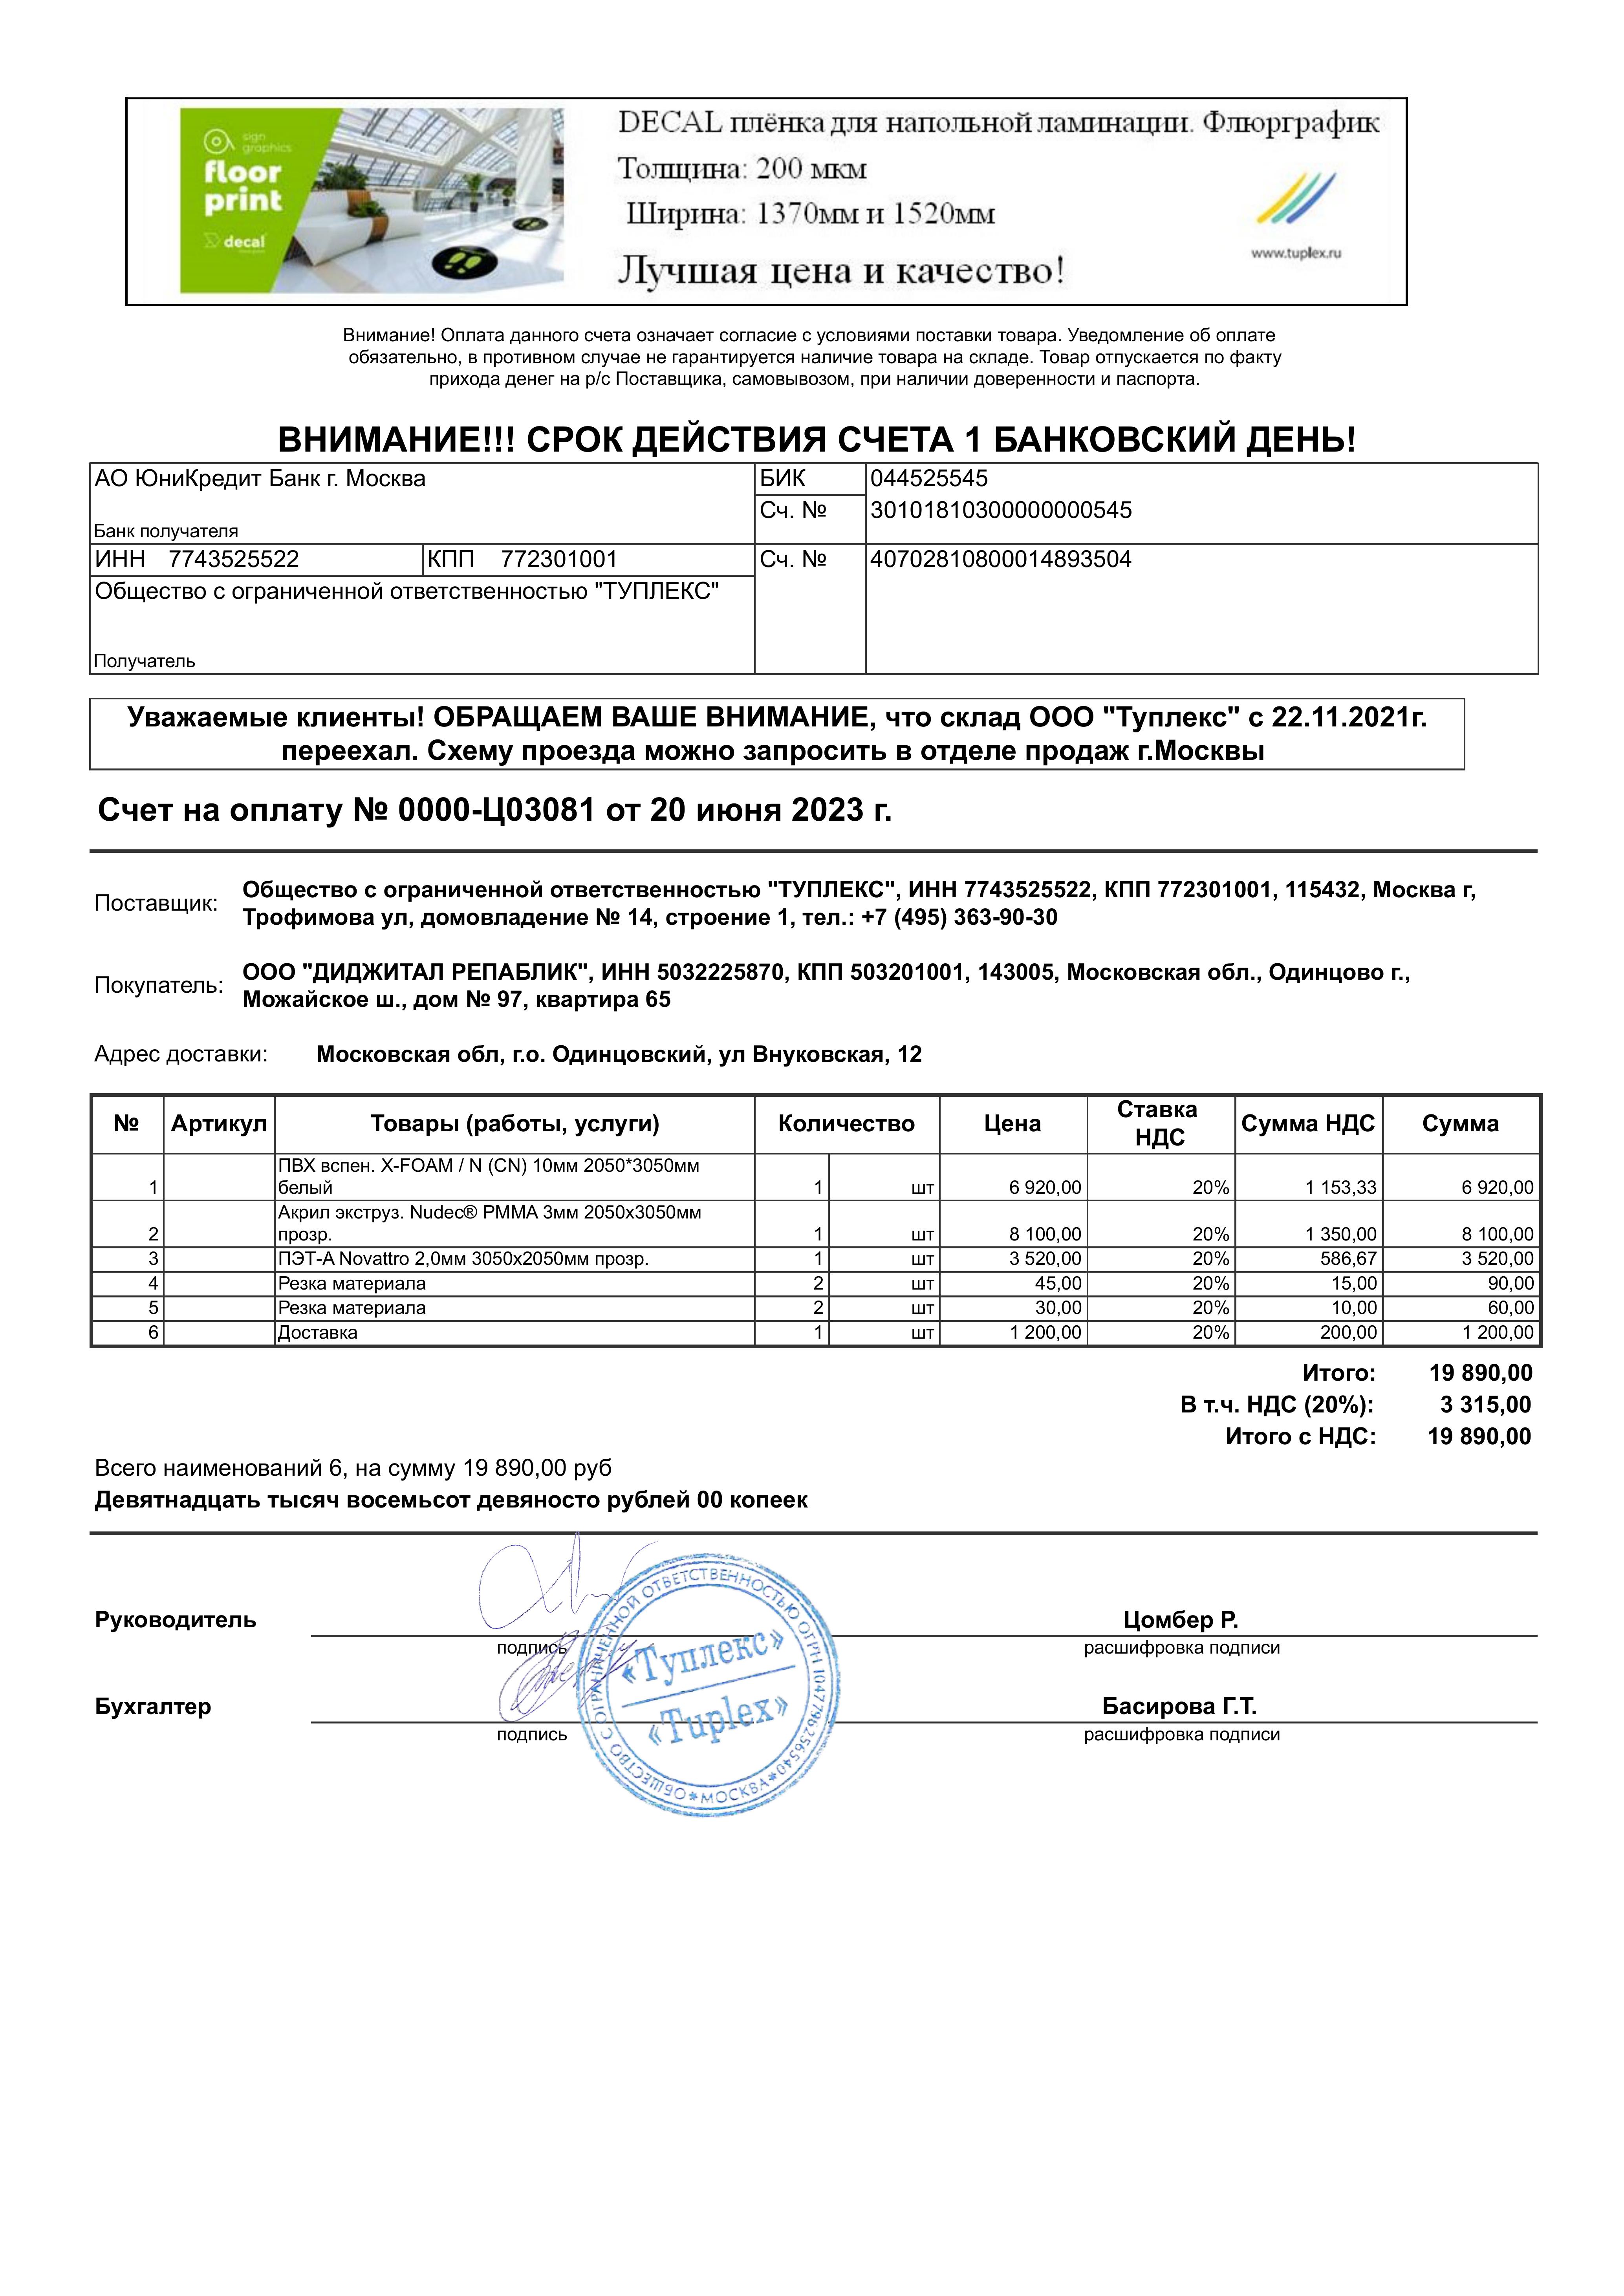 sign
graphics
floor
print
decal
DECAL плёнка для напольной ламинации. Флюрграфик
Толщина: 200 мкм
Ширина: 1370мм и 1520мм
Лучшая цена и качество!
www.tuplex.ru
Внимание! Оплата данного счета означает согласие с условиями поставки товара. Уведомление об оплате
обязательно, в противном случае не гарантируется наличие товара на складе. Товар отпускается по факту
прихода денег на р/с Поставщика, самовывозом, при наличии доверенности и паспорта.
ВНИМАНИЕ!!! СРОК ДЕЙСТВИЯ СЧЕТА 1 БАНКОВСКИЙ ДЕНЬ!
АО ЮниКредит Банк г. Москва БИК 044525545
Сч. № 30101810300000000545
Банк получателя
ИНН 7743525522 КПП 772301001 Сч. № 40702810800014893504
Общество с ограниченной ответственностью "ТУПЛЕКС"
Получатель
Уважаемые клиенты! ОБРАЩАЕМ ВАШЕ ВНИМАНИЕ, что склад ООО "Туплекс" с 22.11.2021г.
переехал. Схему проезда можно запросить в отделе продаж г.Москвы
Счет на оплату № 0000-Ц03081 от 20 июня 2023 г.
Поставщик: Общество с ограниченной ответственностью "ТУПЛЕКС", ИНН 7743525522, КПП 772301001, 115432, Москва г,
Трофимова ул, домовладение № 14, строение 1, тел.: +7 (495) 363-90-30
Покупатель: ООО "ДИДЖИТАЛ РЕПАБЛИК", ИНН 5032225870, КПП 503201001, 143005, Московская обл., Одинцово г.,
Можайское ш., дом № 97, квартира 65
Адрес доставки: Московская обл, г.о. Одинцовский, ул Внуковская, 12
№ Артикул Товары (работы, услуги) Количество Цена Ставка НДС Сумма НДС Сумма
1 ПВХ вспен. X-FOAM / N (CN) 10мм 2050*3050мм белый 1 шт 6 920,00 20% 1 153,33 6 920,00
2 Акрил экструз. Nudec® PMMA 3мм 2050х3050мм прозр. 1 шт 8 100,00 20% 1 350,00 8 100,00
3 ПЭТ-А Novattro 2,0мм 3050х2050мм прозр. 1 шт 3 520,00 20% 586,67 3 520,00
4 Резка материала 2 шт 45,00 20% 15,00 90,00
5 Резка материала 2 шт 30,00 20% 10,00 60,00
6 Доставка 1 шт 1 200,00 20% 200,00 1 200,00
Итого: 19 890,00
В т.ч. НДС (20%): 3 315,00
Итого с НДС: 19 890,00
Всего наименований 6, на сумму 19 890,00 руб
Девятнадцать тысяч восемьсот девяносто рублей 00 копеек
Руководитель Цомбер Р.
подпись расшифровка подписи
Бухгалтер Басирова Г.Т.
подпись расшифровка подписи
ОБЩЕСТВО С ОГРАНИЧЕННОЙ ОТВЕТСТВЕННОСТЬЮ ОГРН 1047796256540
*МОСКВА*
«Туплекс»
«Tuplex»